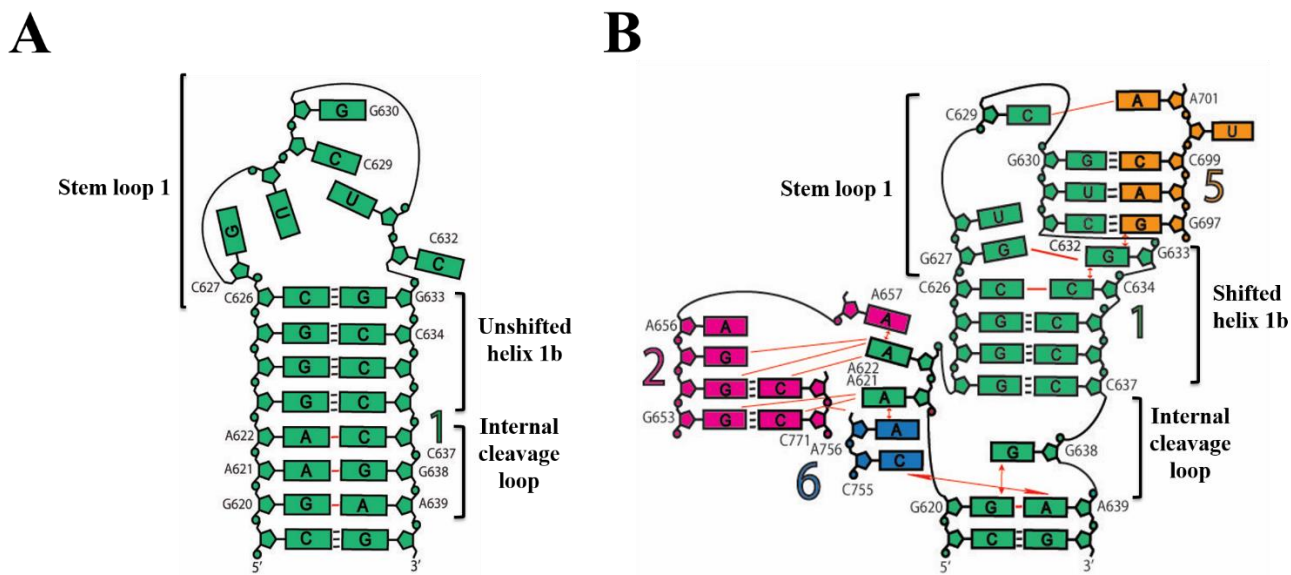 A
G G630
C C629
Stem loop 1
U
U
G
C632
C
C627
C626 C G G633
G C C634
Unshifted
helix 1b
G C
G C
1
A622 A C C637
Internal
cleavage
loop
A621 A G G638
G620 G A A639
C G
5' 3'
B
C629 C A A701
U
G630 G C C699
Stem loop 1
U A
5
C G G697
U
G627 G C632 G G633
C626 C C C634
G C
1
Shifted
helix 1b
G C
G C C637
A657
A656 A A
2
G A
A622
A621
G C A
G653 G C
C771
A756 A
6
C
C755
G G638
Internal
cleavage
loop
G620 G A A639
C G
5' 3'